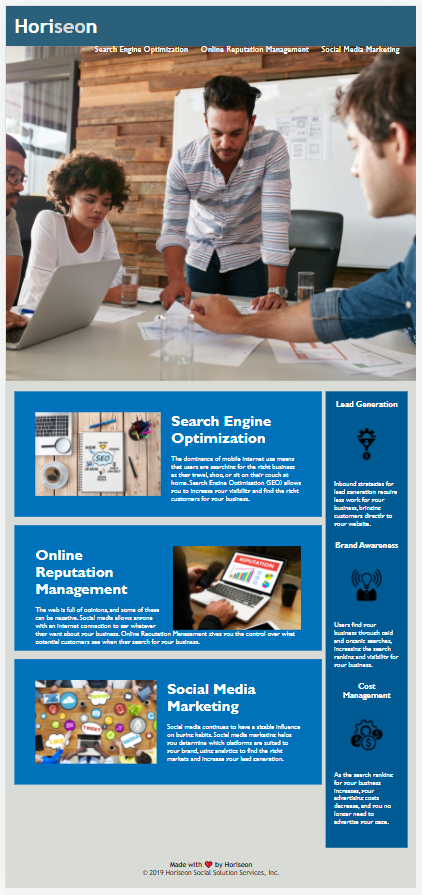 Horiseon
Search Engine Optimization Online Reputation Management Social Media Marketing
Search Engine
Optimization
The dominance of mobile internet use means
that users are searching for the right business
as they travel, shop, or sit on their couch at
home. Search Engine Optimization (SEO) allows
you to increase your visibility and find the right
customers for your business.
SEO
Online
Reputation
Management
The web is full of opinions, and some of these
can be negative. Social media allows anyone
with an internet connection to say whatever
they want about your business. Online Reputation Management gives you the control over what
potential customers see when they search for your business.
REPUTATION
Social Media
Marketing
Social media continues to have a sizable influence
on buying habits. Social media marketing helps
you determine which platforms are suited to
your brand, using analytics to find the right
markets and increase your lead generation.
TWEET
LIKE
Lead Generation
Inbound strategies for
lead generation require
less work for your
business, bringing
customers directly to
your website.
Brand Awareness
Users find your
business through paid
and organic searches,
increasing the search
ranking and visibility for
your business.
Cost
Management
As the search ranking
for your business
increases, your
advertising costs
decrease, and you no
longer need to
advertise your page.
Made with ❤️ by Horiseon
© 2019 Horiseon Social Solution Services, Inc.